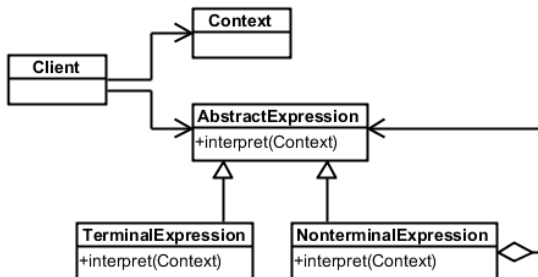 Context
Client
AbstractExpression
+interpret(Context)
TerminalExpression
+interpret(Context)
NonterminalExpression
+interpret(Context)